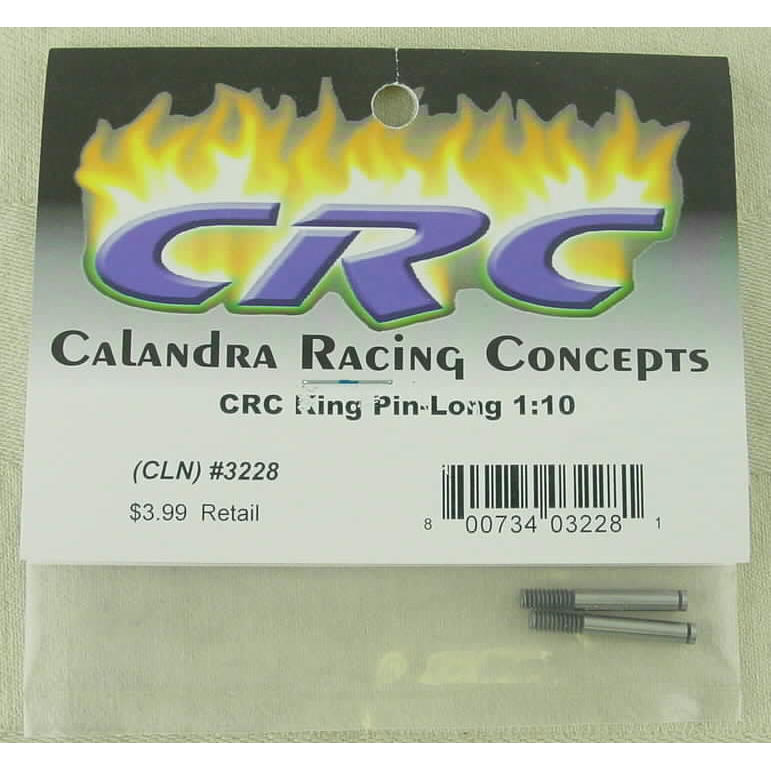 CRC
Calandra Racing Concepts
CRC King Pin-Long 1:10
(CLN) #3228
$3.99 Retail
8 00734 03228 1